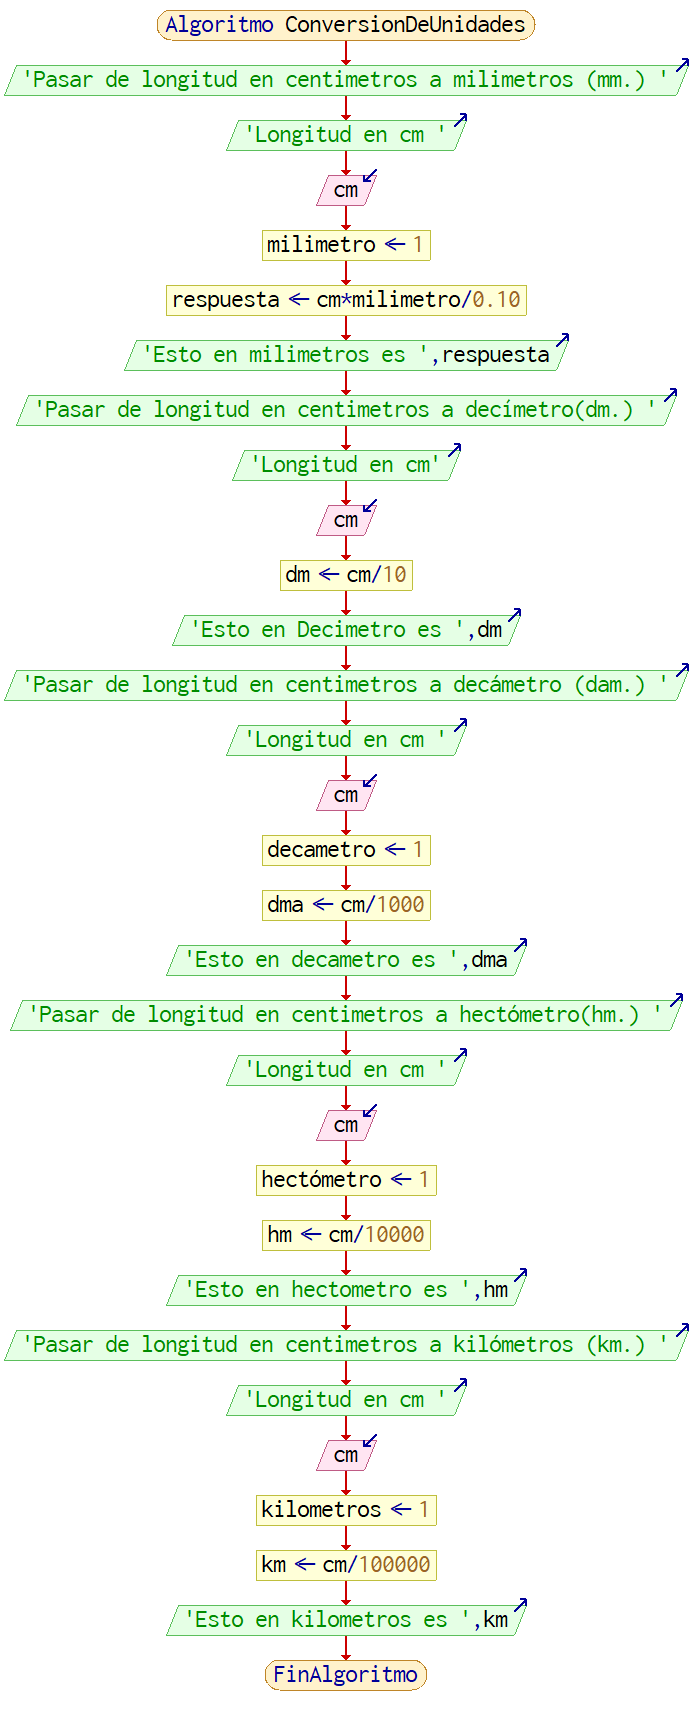 Algoritmo ConversionDeUnidades
'Pasar de longitud en centimetros a milimetros (mm.) '
'Longitud en cm '
cm
milimetro ← 1
respuesta ← cm*milimetro/0.10
'Esto en milimetros es ',respuesta
'Pasar de longitud en centimetros a decímetro(dm.) '
'Longitud en cm'
cm
dm ← cm/10
'Esto en Decimetro es ',dm
'Pasar de longitud en centimetros a decámetro (dam.) '
'Longitud en cm '
cm
decametro ← 1
dma ← cm/1000
'Esto en decametro es ',dma
'Pasar de longitud en centimetros a hectómetro(hm.) '
'Longitud en cm '
cm
hectómetro ← 1
hm ← cm/10000
'Esto en hectometro es ',hm
'Pasar de longitud en centimetros a kilómetros (km.) '
'Longitud en cm '
cm
kilometros ← 1
km ← cm/100000
'Esto en kilometros es ',km
FinAlgoritmo